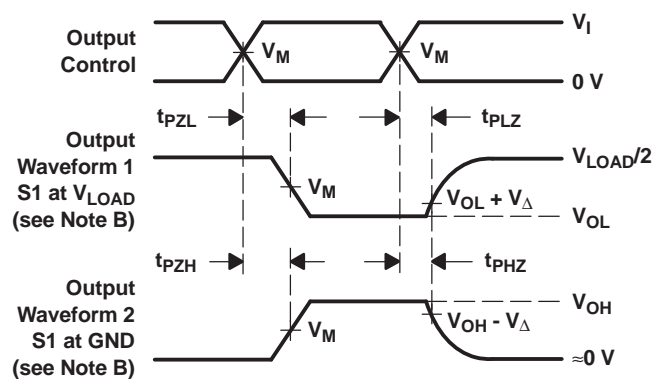 Output
Control
V_I
V_M
V_M
0 V
t_PZL
t_PLZ
Output
Waveform 1
S1 at V_LOAD
(see Note B)
V_LOAD/2
V_M
V_OL + V_Δ
V_OL
t_PZH
t_PHZ
Output
Waveform 2
S1 at GND
(see Note B)
V_OH
V_M
V_OH - V_Δ
≈0 V